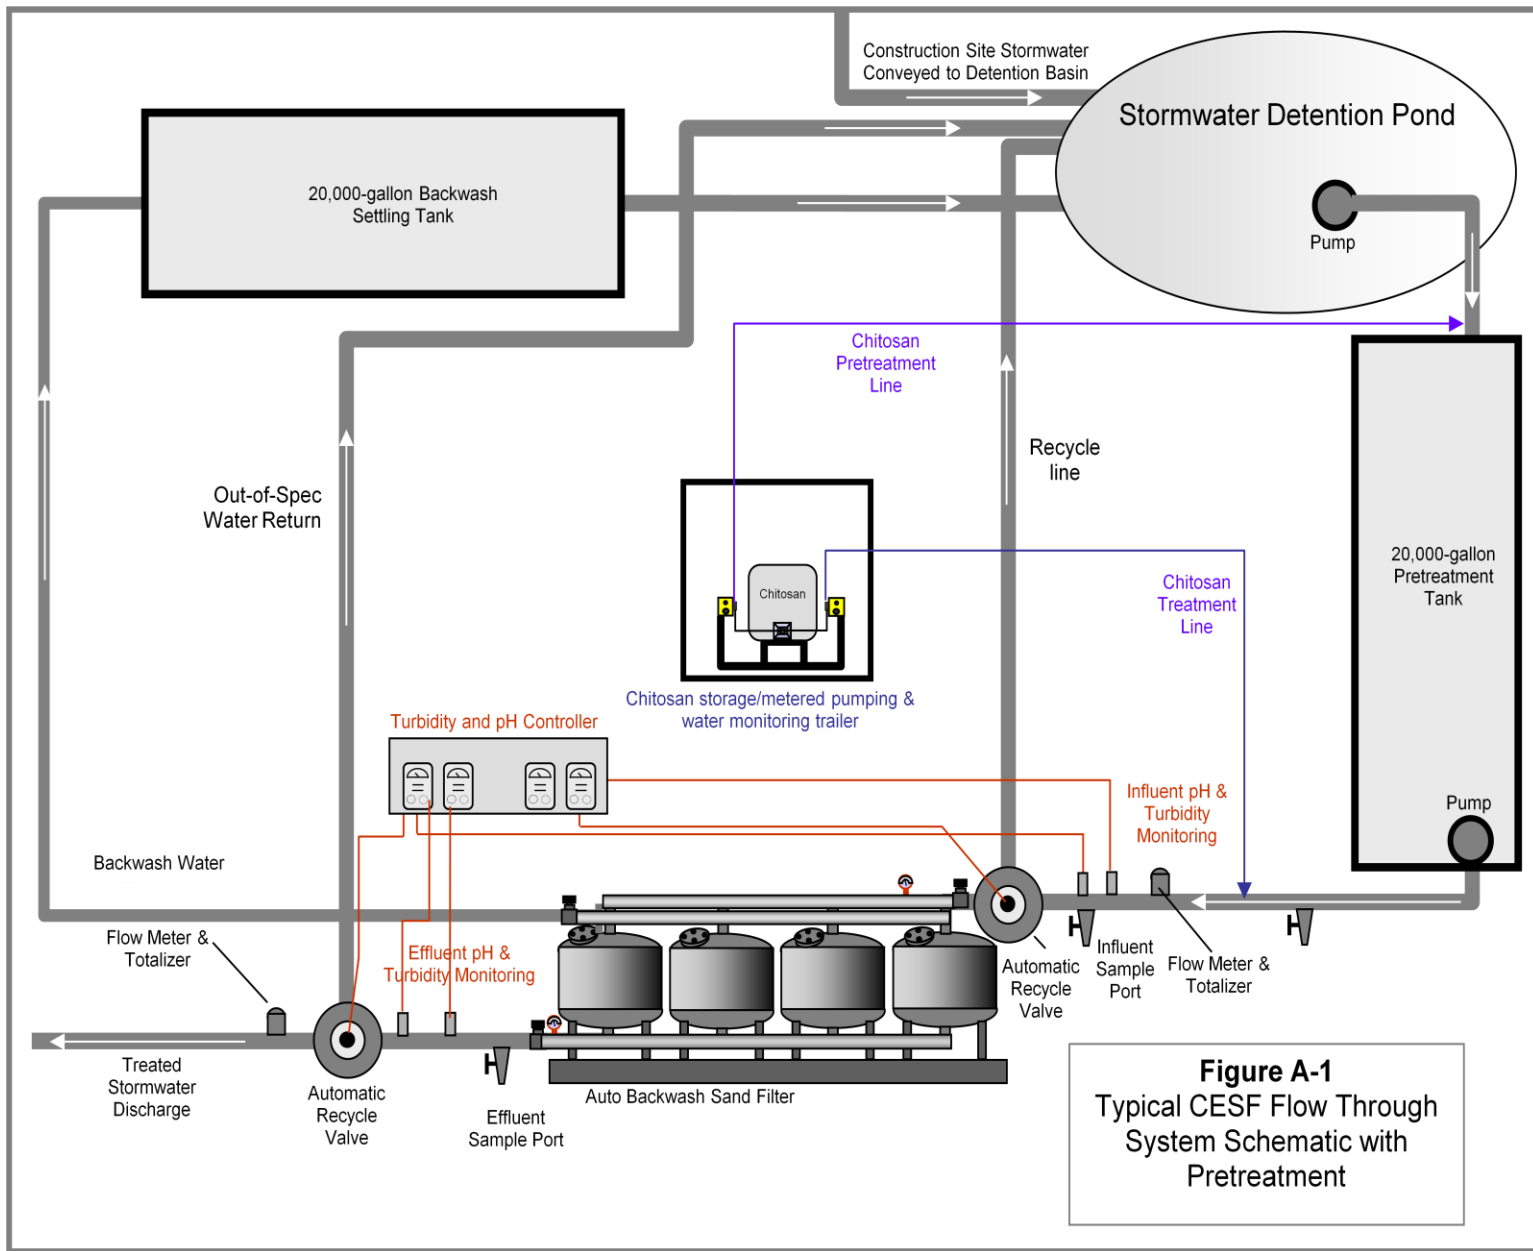 Construction Site Stormwater
Conveyed to Detention Basin
Stormwater Detention Pond
20,000-gallon Backwash
Settling Tank
Pump
Chitosan
Pretreatment
Line
Recycle
line
Out-of-Spec
Water Return
20,000-gallon
Pretreatment
Tank
Chitosan
Chitosan
Treatment
Line
Chitosan storage/metered pumping &
water monitoring trailer
Turbidity and pH Controller
Influent pH &
Turbidity
Monitoring
Pump
Backwash Water
Flow Meter &
Totalizer
Effluent pH &
Turbidity Monitoring
Automatic
Recycle
Valve
Influent
Sample
Port
Flow Meter &
Totalizer
Treated
Stormwater
Discharge
Automatic
Recycle
Valve
Effluent
Sample Port
Auto Backwash Sand Filter
Figure A-1
Typical CESF Flow Through
System Schematic with
Pretreatment